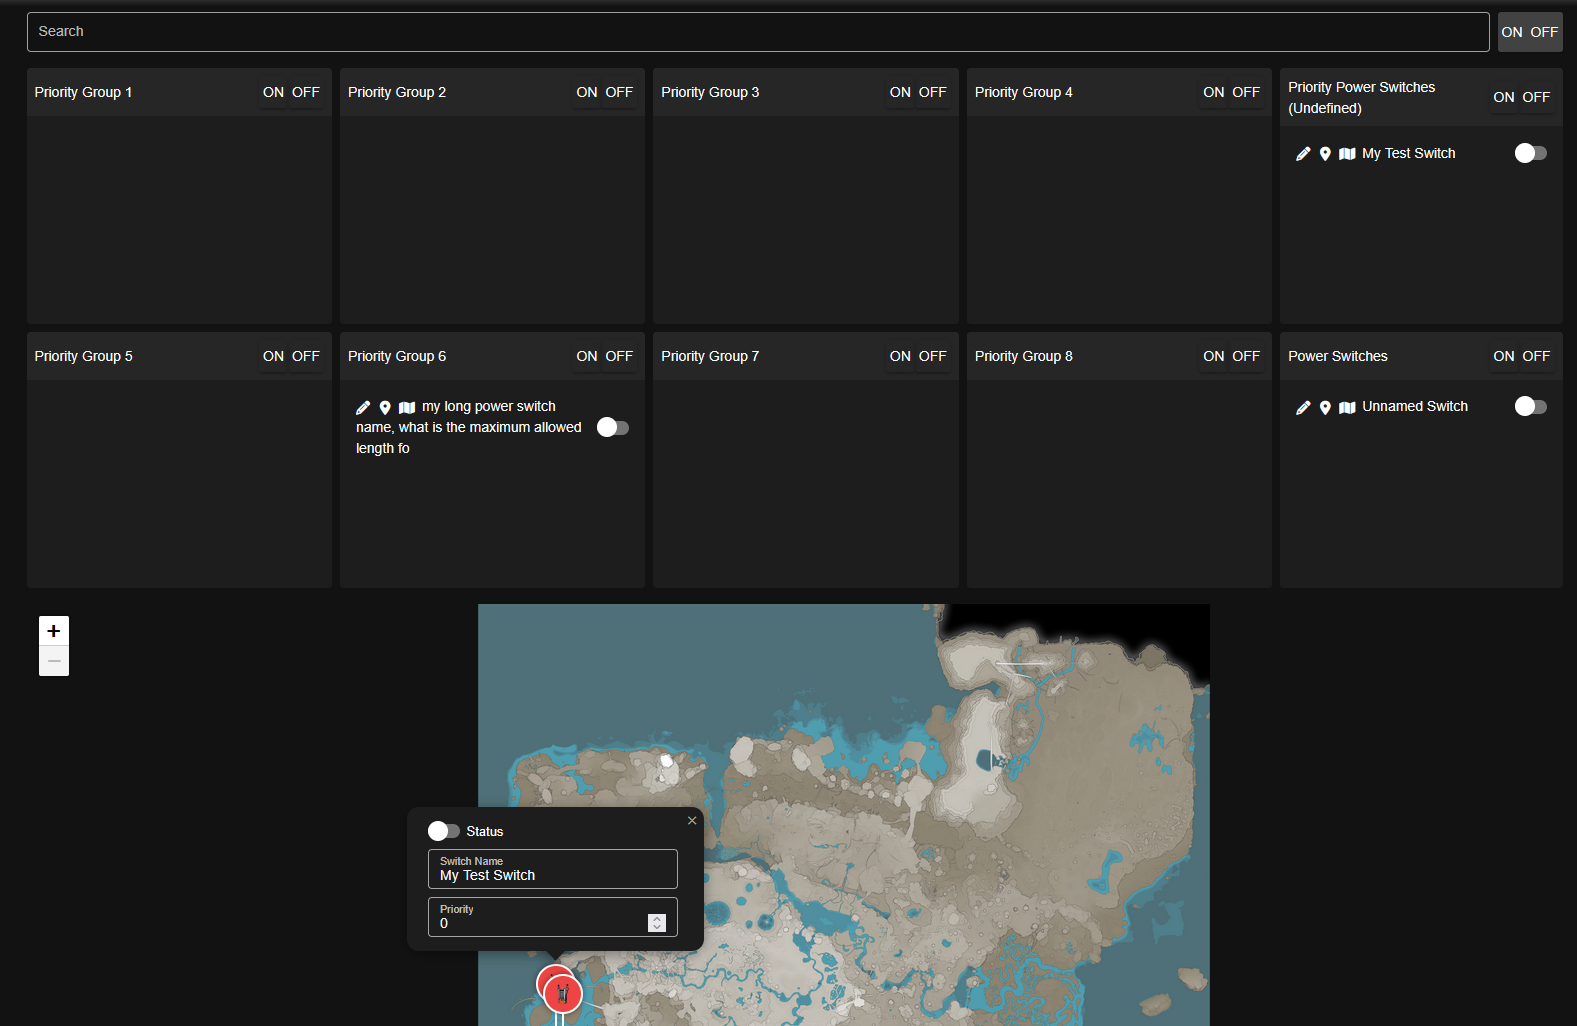 Search
ON OFF
Priority Group 1 ON OFF
Priority Group 2 ON OFF
Priority Group 3 ON OFF
Priority Group 4 ON OFF
Priority Power Switches
(Undefined)
ON OFF
My Test Switch
Priority Group 5 ON OFF
Priority Group 6 ON OFF
my long power switch
name, what is the maximum allowed
length fo
Priority Group 7 ON OFF
Priority Group 8 ON OFF
Power Switches ON OFF
Unnamed Switch
+
−
×
Status
Switch Name
My Test Switch
Priority
0